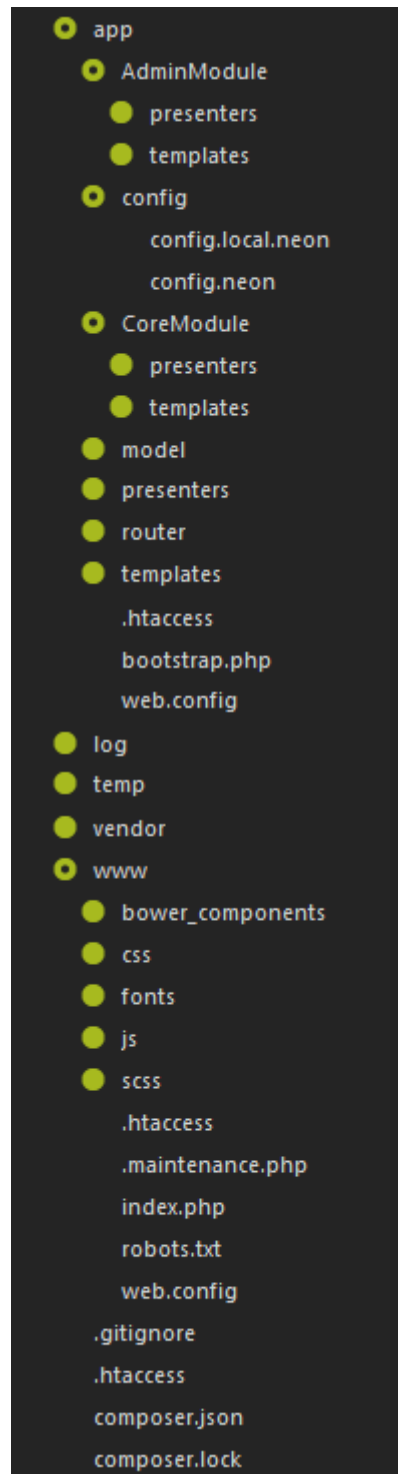 app
AdminModule
presenters
templates
config
config.local.neon
config.neon
CoreModule
presenters
templates
model
presenters
router
templates
.htaccess
bootstrap.php
web.config
log
temp
vendor
www
bower_components
css
fonts
js
scss
.htaccess
.maintenance.php
index.php
robots.txt
web.config
.gitignore
.htaccess
composer.json
composer.lock